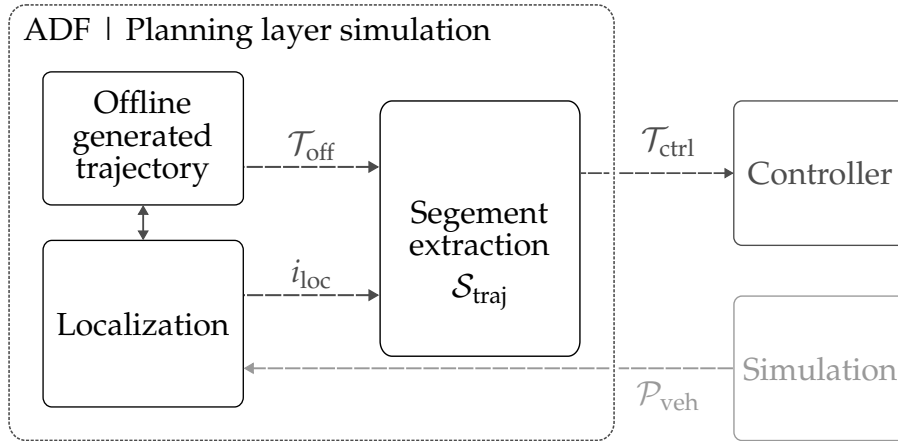 ADF | Planning layer simulation
Offline
generated
trajectory
𝒯off
𝒯ctrl
Controller
Segement
extraction
𝒮traj
iloc
Localization
Simulation
𝒫veh